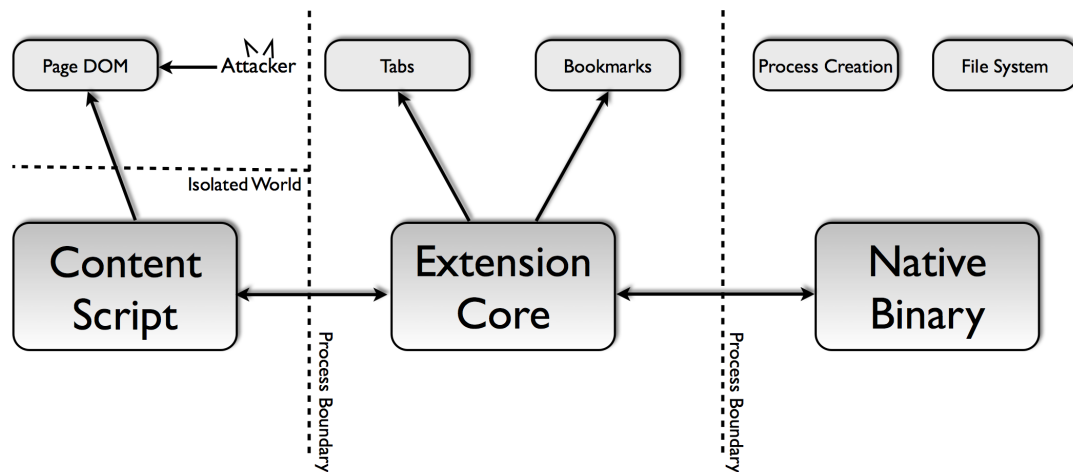 Page DOM
Attacker
Tabs
Bookmarks
Process Creation
File System
Isolated World
Content
Script
Extension
Core
Native
Binary
Process Boundary
Process Boundary